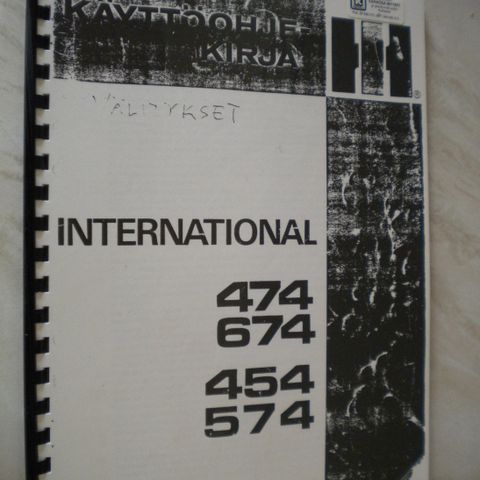 KÄYTTÖOHJE-
KIRJA
VÄLITYKSET
INTERNATIONAL
474
674
454
574